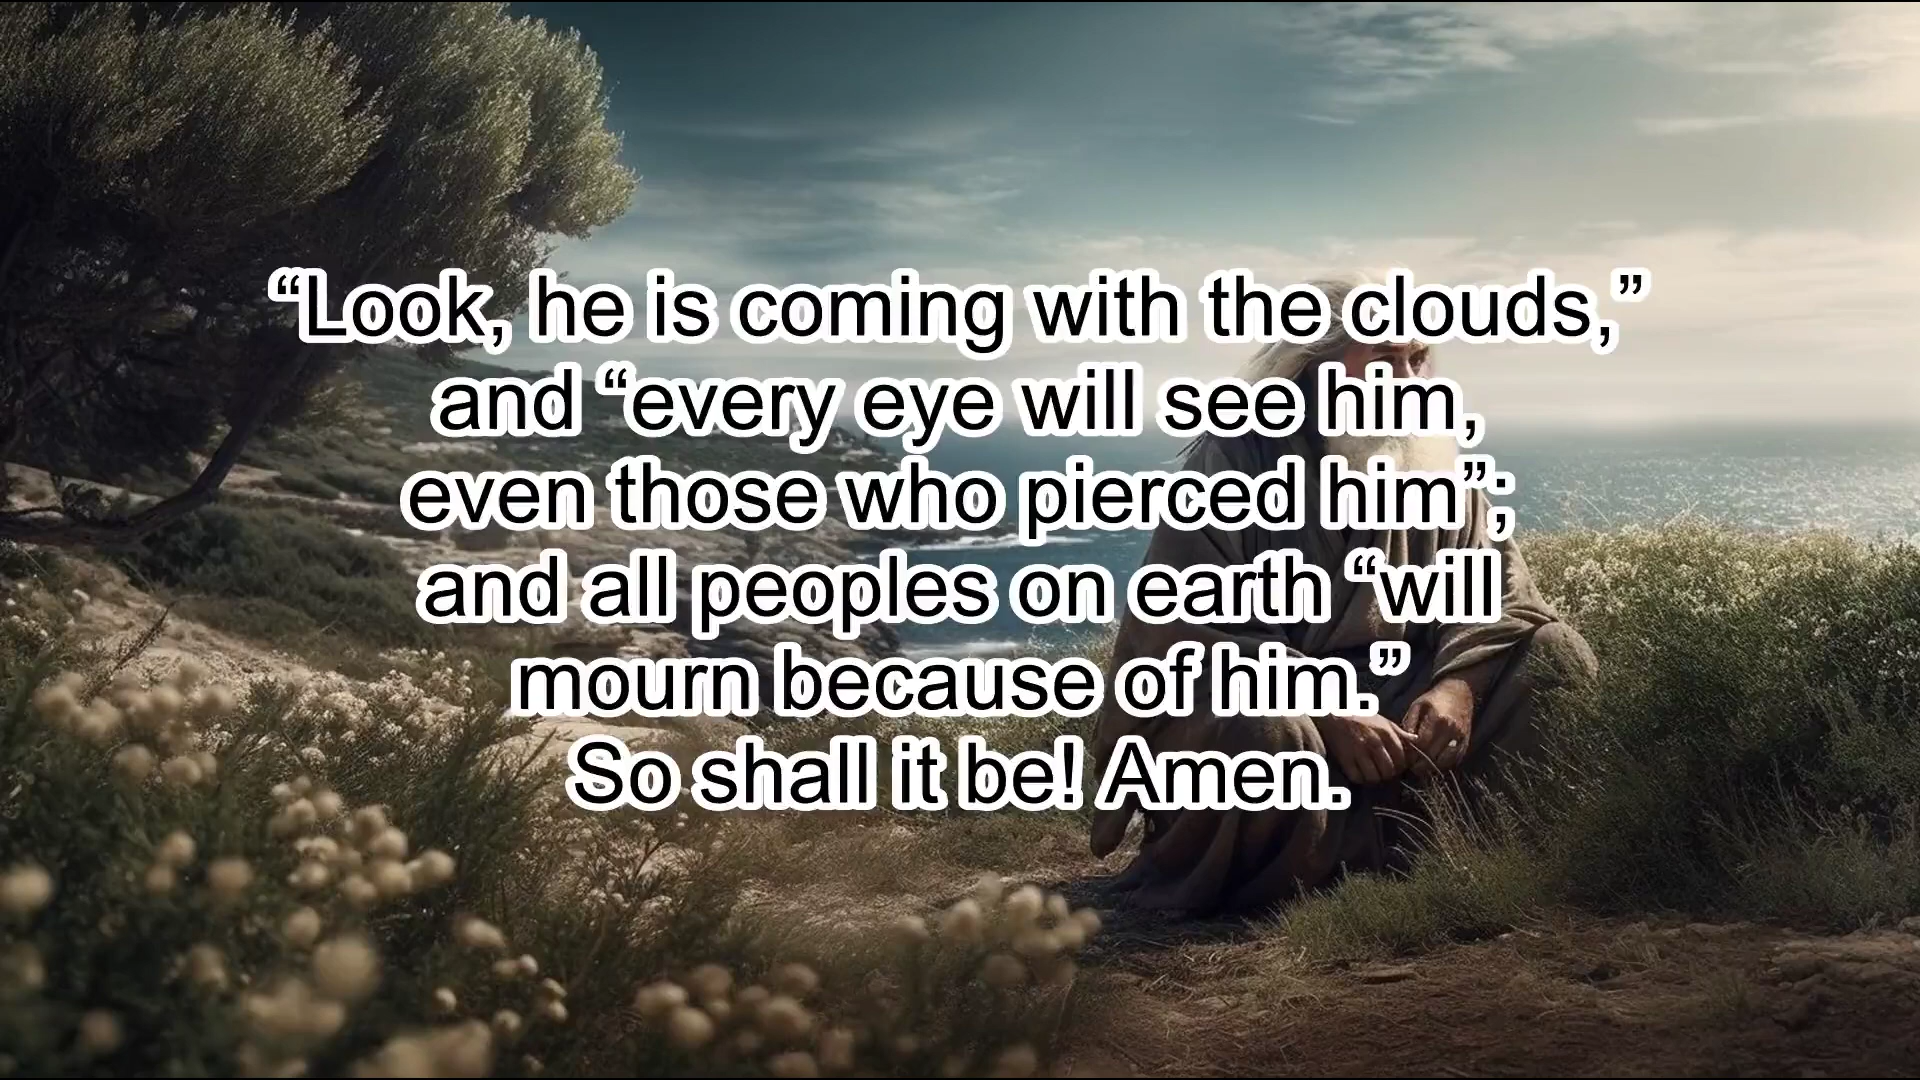 “Look, he is coming with the clouds,”
and “every eye will see him,
even those who pierced him”;
and all peoples on earth “will
mourn because of him.”
So shall it be! Amen.